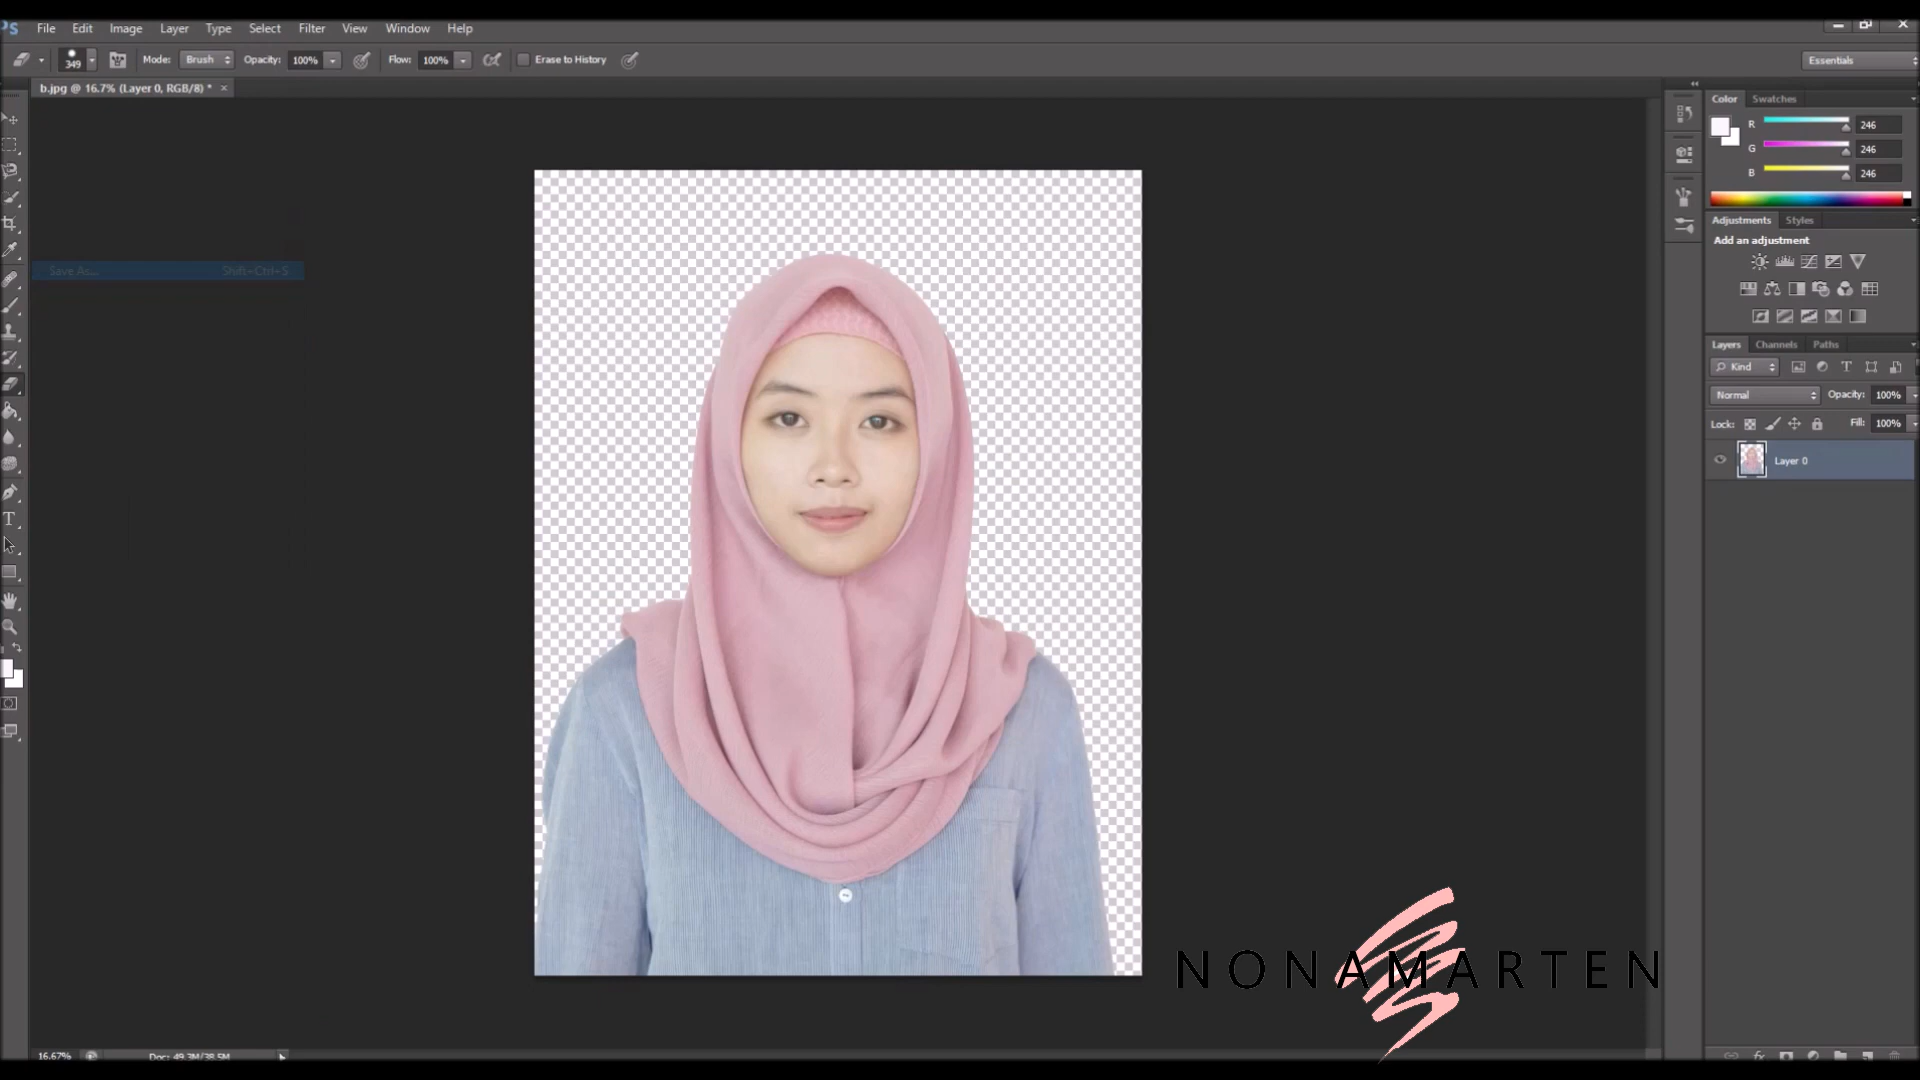 File Edit Image Layer Type Select Filter View Window Help
349 Mode: Brush Opacity: 100% Flow: 100% Erase to History Essentials
b.jpg @ 16.7% (Layer 0, RGB/8) * ×
Color Swatches
R 246
G 246
B 246
Adjustments Styles
Add an adjustment
Save As... Shift+Ctrl+S
Layers Channels Paths
Kind
Normal Opacity: 100%
Lock: Fill: 100%
Layer 0
NONAMARTEN
16.67% Doc: 49.3M/38.5M